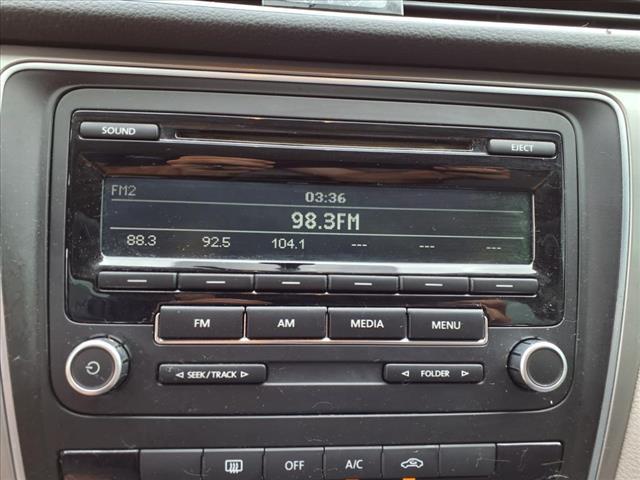 SOUND EJECT
FM2 03:36
98.3FM
88.3 92.5 104.1 --- --- ---
FM AM MEDIA MENU
SEEK/TRACK FOLDER
OFF A/C